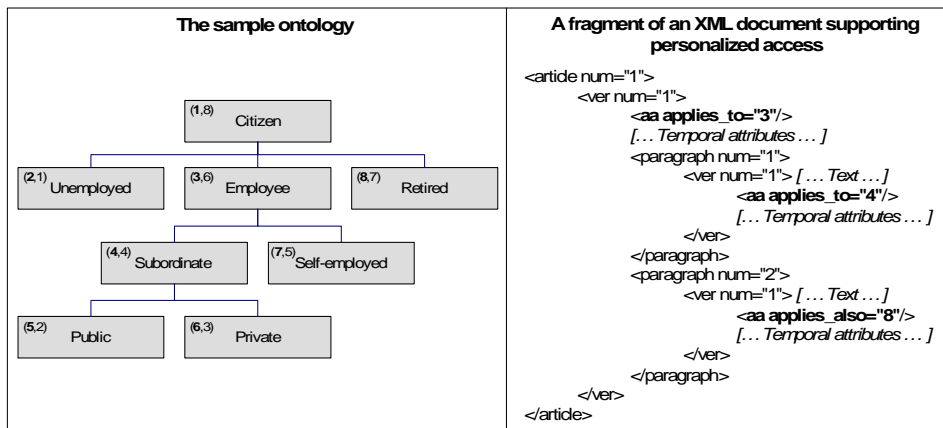 The sample ontology
(1,8)
Citizen
(2,1)
Unemployed
(3,6)
Employee
(8,7)
Retired
(4,4)
Subordinate
(7,5)
Self-employed
(5,2)
Public
(6,3)
Private
A fragment of an XML document supporting
personalized access
<article num="1">
<ver num="1">
<aa applies_to="3"/>
[… Temporal attributes … ]
<paragraph num="1">
<ver num="1"> [ … Text … ]
<aa applies_to="4"/>
[… Temporal attributes … ]
</ver>
</paragraph>
<paragraph num="2">
<ver num="1"> [ … Text … ]
<aa applies_also="8"/>
[… Temporal attributes … ]
</ver>
</paragraph>
</ver>
</article>